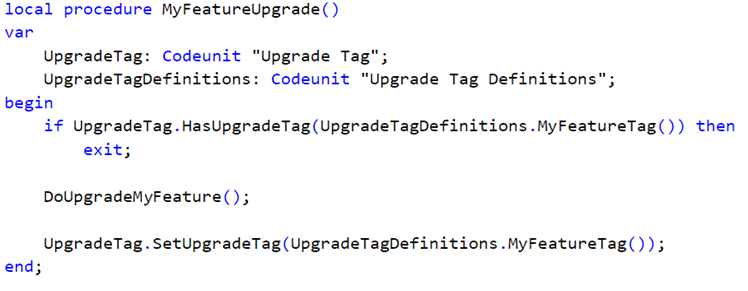 local procedure MyFeatureUpgrade()
var
    UpgradeTag: Codeunit "Upgrade Tag";
    UpgradeTagDefinitions: Codeunit "Upgrade Tag Definitions";
begin
    if UpgradeTag.HasUpgradeTag(UpgradeTagDefinitions.MyFeatureTag()) then
        exit;

    DoUpgradeMyFeature();

    UpgradeTag.SetUpgradeTag(UpgradeTagDefinitions.MyFeatureTag());
end;